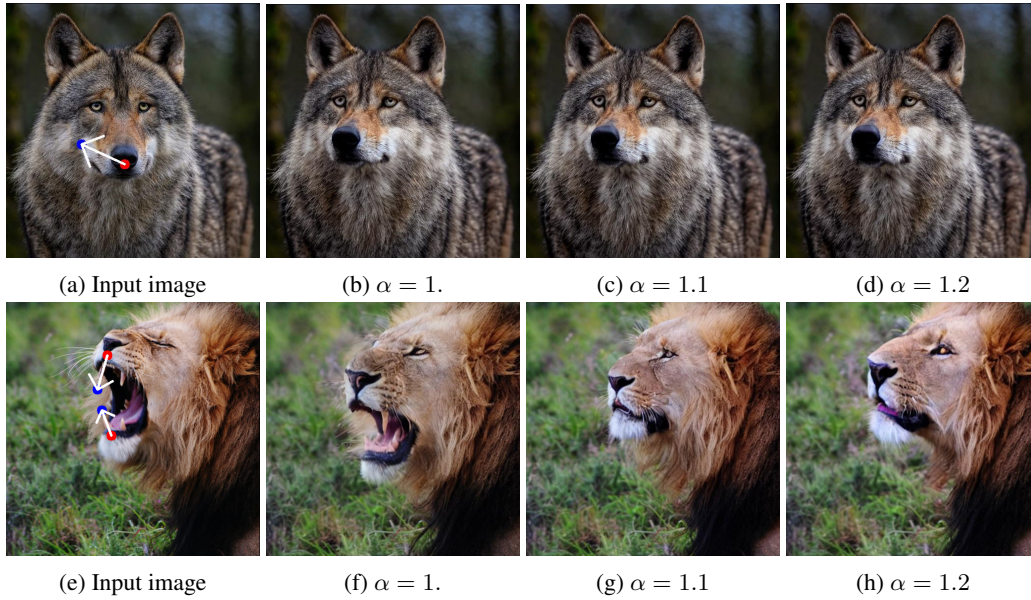 (a) Input image
(b) α = 1.
(c) α = 1.1
(d) α = 1.2
(e) Input image
(f) α = 1.
(g) α = 1.1
(h) α = 1.2